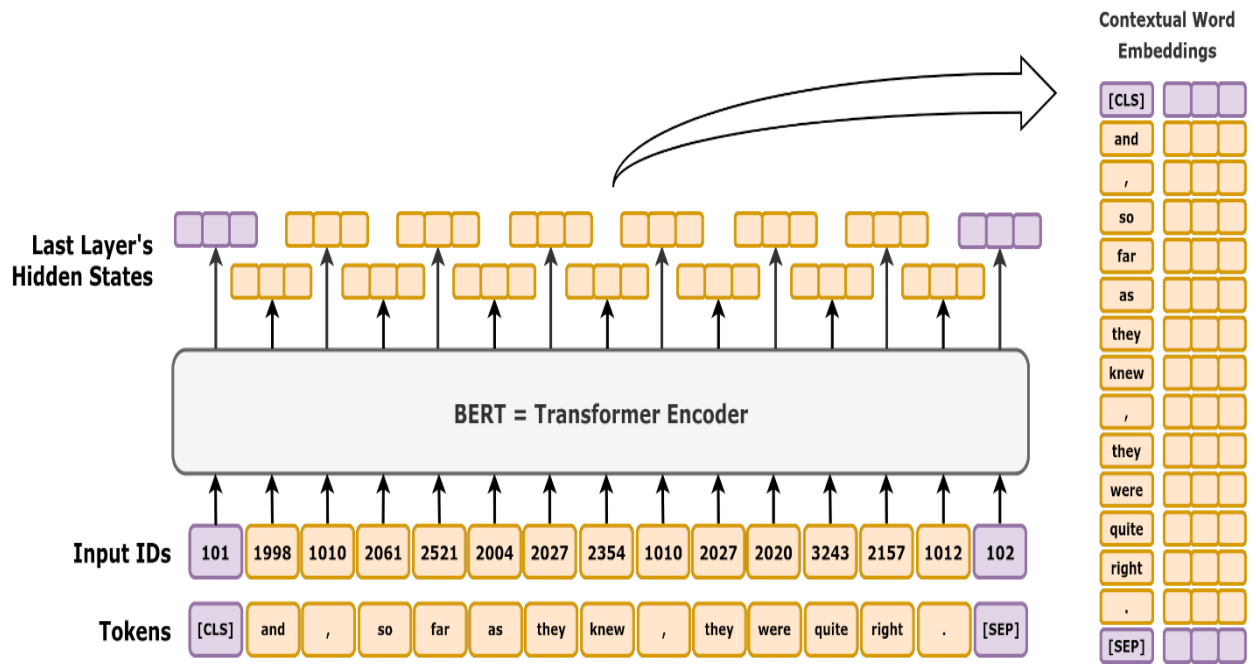 Contextual Word
Embeddings
[CLS]
and
,
so
far
as
they
knew
,
they
were
quite
right
.
[SEP]
Last Layer's
Hidden States
BERT = Transformer Encoder
Input IDs 101 1998 1010 2061 2521 2004 2027 2354 1010 2027 2020 3243 2157 1012 102
Tokens [CLS] and , so far as they knew , they were quite right . [SEP]